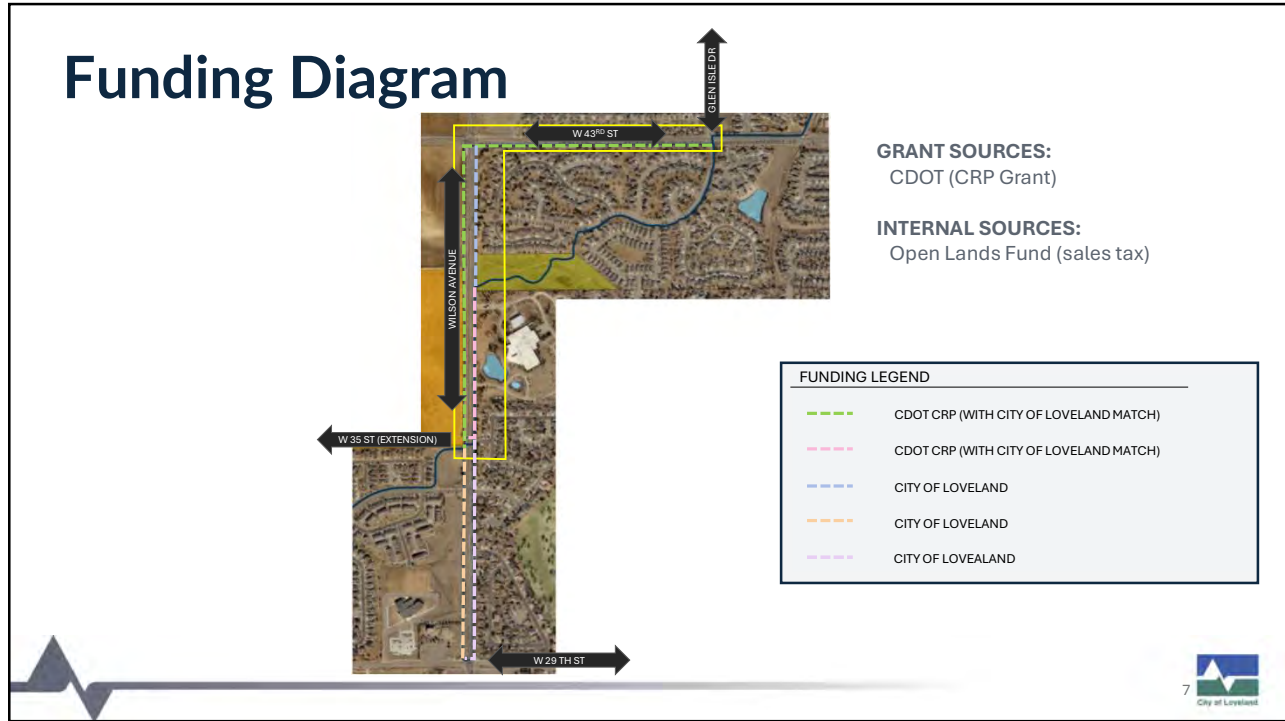 Funding Diagram
GLEN ISLE DR
W 43RD ST
WILSON AVENUE
W 35 ST (EXTENSION)
W 29 TH ST
GRANT SOURCES:
CDOT (CRP Grant)
INTERNAL SOURCES:
Open Lands Fund (sales tax)
FUNDING LEGEND
CDOT CRP (WITH CITY OF LOVELAND MATCH)
CDOT CRP (WITH CITY OF LOVELAND MATCH)
CITY OF LOVELAND
CITY OF LOVELAND
CITY OF LOVEALAND
7
City of Loveland